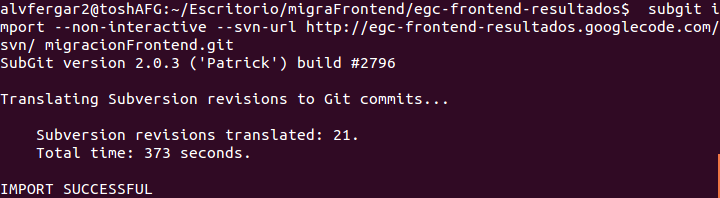 alvfergar2@toshAFG:~/Escritorio/migraFrontend/egc-frontend-resultados$  subgit i
mport --non-interactive --svn-url http://egc-frontend-resultados.googlecode.com/
svn/ migracionFrontend.git
SubGit version 2.0.3 ('Patrick') build #2796
Translating Subversion revisions to Git commits...
    Subversion revisions translated: 21.
    Total time: 373 seconds.
IMPORT SUCCESSFUL